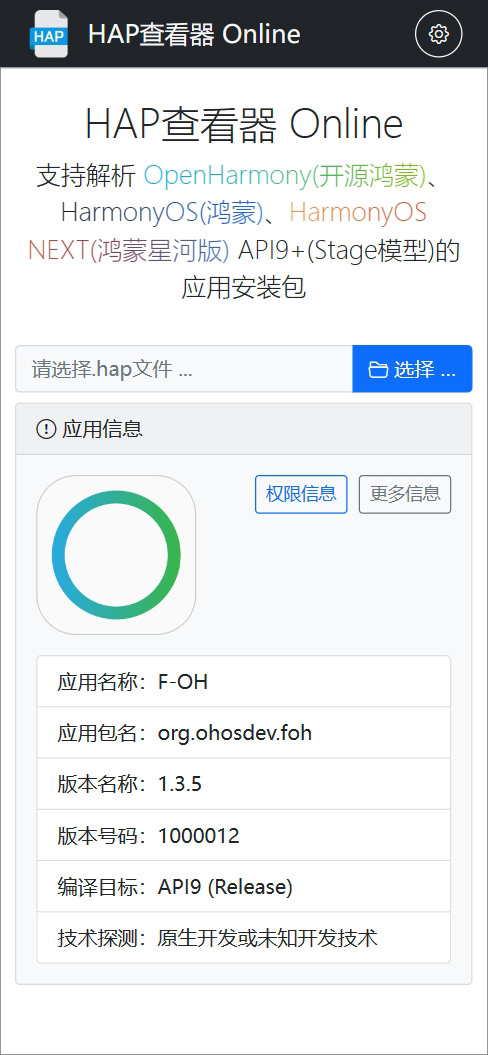 HAP
HAP查看器 Online
HAP查看器 Online
支持解析 OpenHarmony(开源鸿蒙)、
HarmonyOS(鸿蒙)、HarmonyOS
NEXT(鸿蒙星河版) API9+(Stage模型)的
应用安装包
请选择.hap文件 ...
选择 ...
应用信息
权限信息
更多信息
应用名称：F-OH
应用包名：org.ohosdev.foh
版本名称：1.3.5
版本号码：1000012
编译目标：API9 (Release)
技术探测：原生开发或未知开发技术